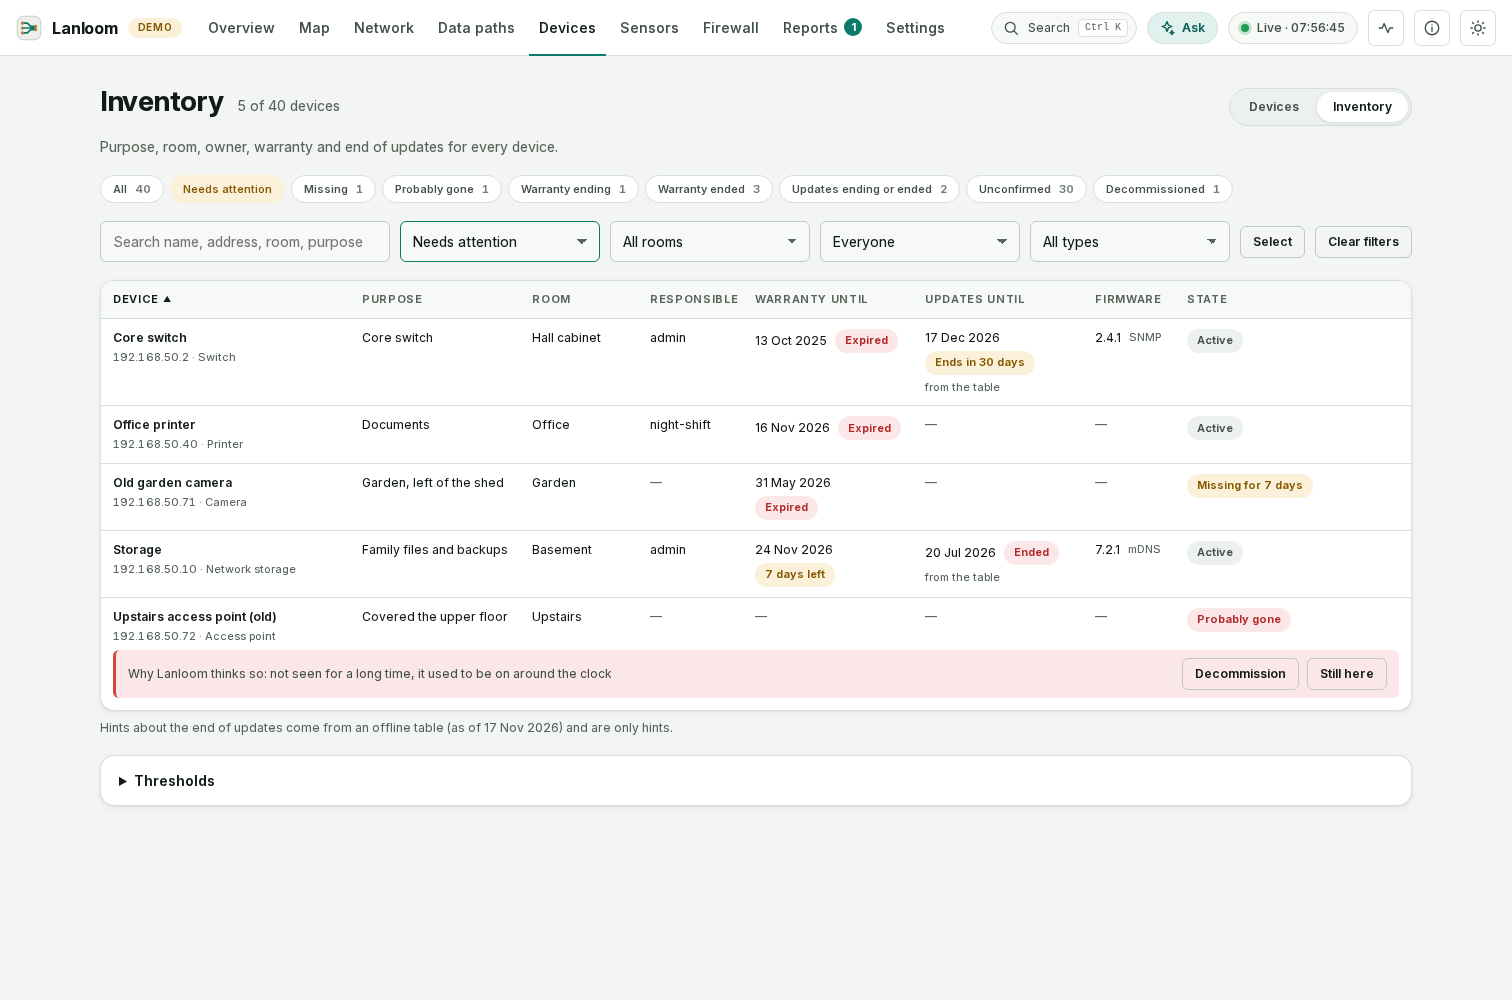 Lanloom DEMO Overview Map Network Data paths Devices Sensors Firewall Reports 1 Settings Search Ctrl K Ask Live · 07:56:45
Inventory 5 of 40 devices Devices Inventory
Purpose, room, owner, warranty and end of updates for every device.
All 40 Needs attention Missing 1 Probably gone 1 Warranty ending 1 Warranty ended 3 Updates ending or ended 2 Unconfirmed 30 Decommissioned 1
Search name, address, room, purpose Needs attention All rooms Everyone All types Select Clear filters
DEVICE PURPOSE ROOM RESPONSIBLE WARRANTY UNTIL UPDATES UNTIL FIRMWARE STATE
Core switch Core switch Hall cabinet admin 13 Oct 2025 Expired 17 Dec 2026 2.4.1 SNMP Active
192.168.50.2 · Switch Ends in 30 days
from the table
Office printer Documents Office night-shift 16 Nov 2026 Expired — — Active
192.168.50.40 · Printer
Old garden camera Garden, left of the shed Garden — 31 May 2026 — — Missing for 7 days
192.168.50.71 · Camera Expired
Storage Family files and backups Basement admin 24 Nov 2026 20 Jul 2026 Ended 7.2.1 mDNS Active
192.168.50.10 · Network storage 7 days left from the table
Upstairs access point (old) Covered the upper floor Upstairs — — — — Probably gone
192.168.50.72 · Access point
Why Lanloom thinks so: not seen for a long time, it used to be on around the clock Decommission Still here
Hints about the end of updates come from an offline table (as of 17 Nov 2026) and are only hints.
Thresholds